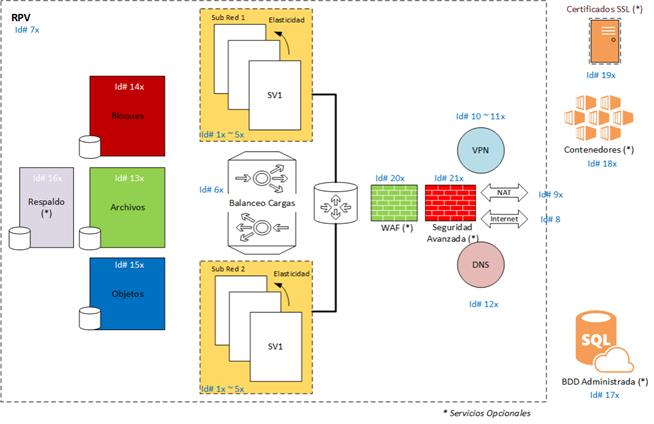 RPV
Id# 7x
Sub Red 1
Elasticidad
SV1
Id# 1x ~ 5x
Certificados SSL (*)
Id# 19x
Id# 14x
Bloques
Contenedores (*)
Id# 18x
Id# 10 ~ 11x
VPN
Id# 16x
Respaldo
(*)
Id# 13x
Archivos
Id# 6x
Balanceo Cargas
Id# 20x
WAF (*)
Id# 21x
Seguridad
Avanzada (*)
NAT
Id# 9x
Internet
Id# 8
Id# 15x
Objetos
Sub Red 2
Elasticidad
SV1
Id# 1x ~ 5x
DNS
Id# 12x
SQL
BDD Administrada (*)
Id# 17x
* Servicios Opcionales